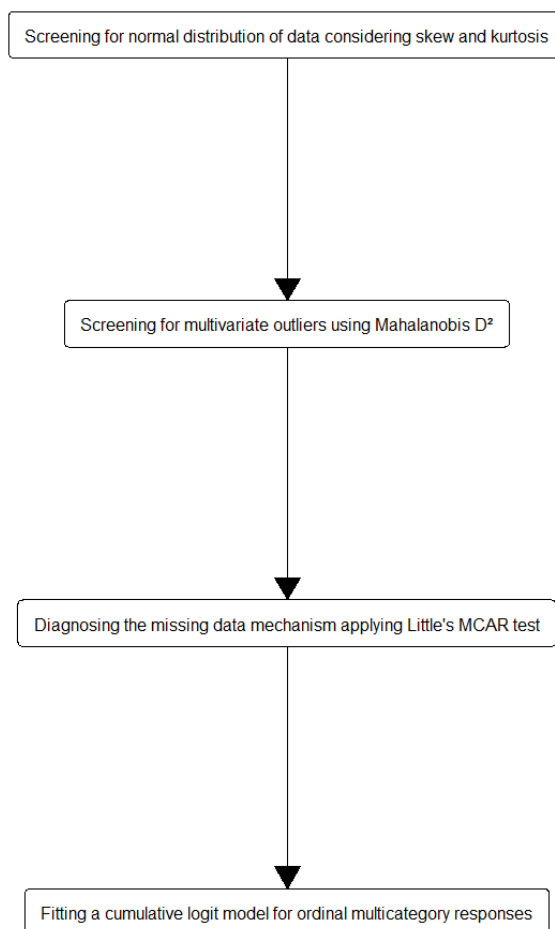 Screening for normal distribution of data considering skew and kurtosis
Screening for multivariate outliers using Mahalanobis D²
Diagnosing the missing data mechanism applying Little's MCAR test
Fitting a cumulative logit model for ordinal multicategory responses